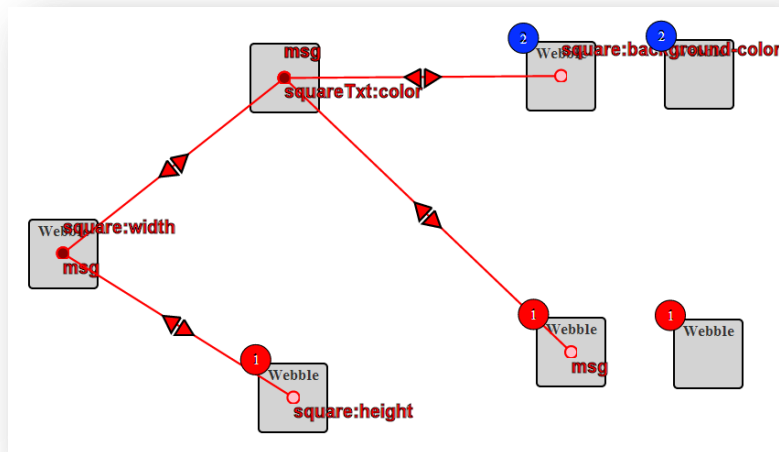 msg
squareTxt:color
2
Webble
square:background-color
2
Webble
square:width
msg
1
Webble
square:height
1
Webble
msg
1
Webble